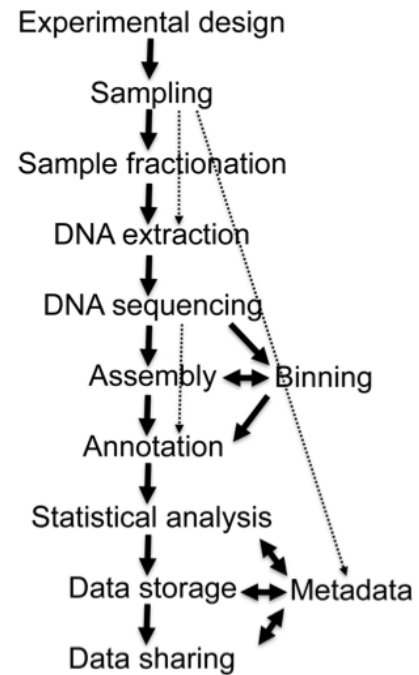 Experimental design
Sampling
Sample fractionation
DNA extraction
DNA sequencing
Assembly
Binning
Annotation
Statistical analysis
Data storage
Metadata
Data sharing